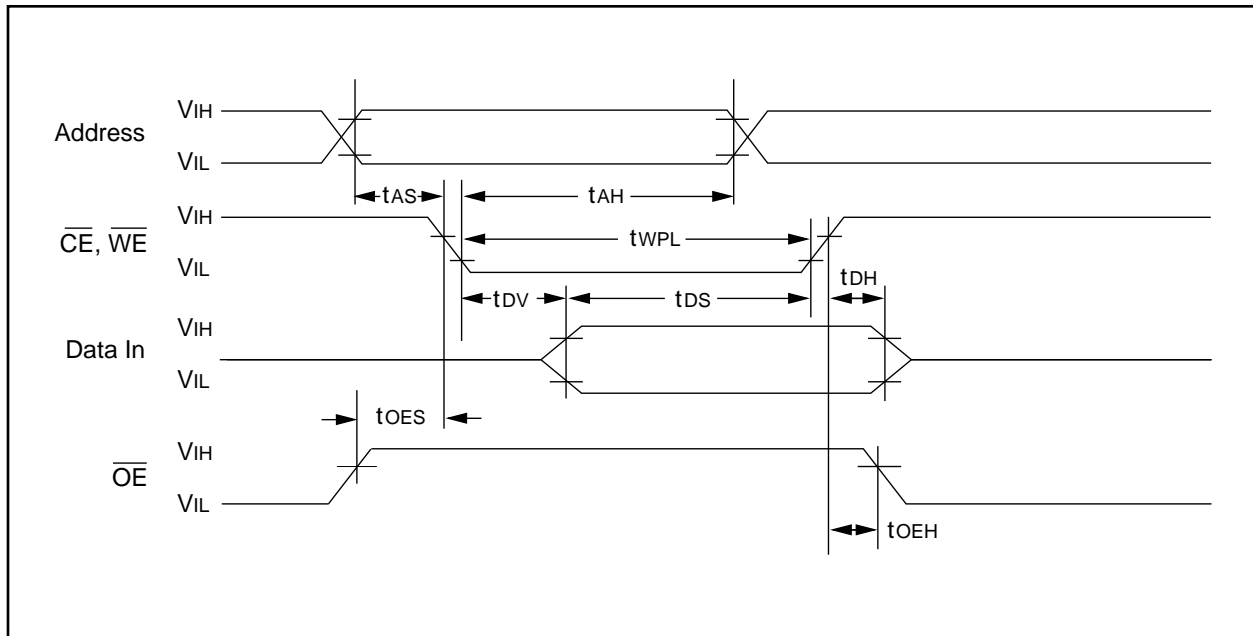 Address
VIH
VIL
tAS
tAH
CE, WE
VIH
VIL
tWPL
tDH
tDV
tDS
Data In
VIH
VIL
tOES
OE
VIH
VIL
tOEH